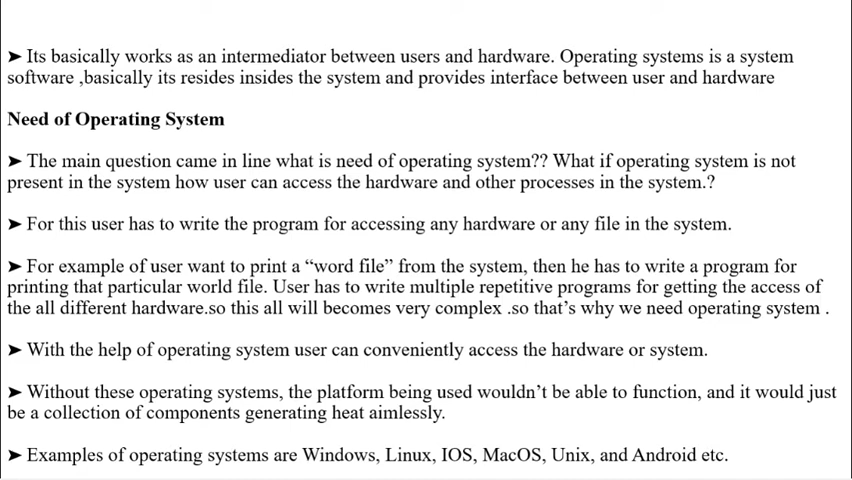 ➤ Its basically works as an intermediator between users and hardware. Operating systems is a system
software ,basically its resides insides the system and provides interface between user and hardware
Need of Operating System
➤ The main question came in line what is need of operating system?? What if operating system is not
present in the system how user can access the hardware and other processes in the system.?
➤ For this user has to write the program for accessing any hardware or any file in the system.
➤ For example of user want to print a “word file” from the system, then he has to write a program for
printing that particular world file. User has to write multiple repetitive programs for getting the access of
the all different hardware.so this all will becomes very complex .so that’s why we need operating system .
➤ With the help of operating system user can conveniently access the hardware or system.
➤ Without these operating systems, the platform being used wouldn’t be able to function, and it would just
be a collection of components generating heat aimlessly.
➤ Examples of operating systems are Windows, Linux, IOS, MacOS, Unix, and Android etc.